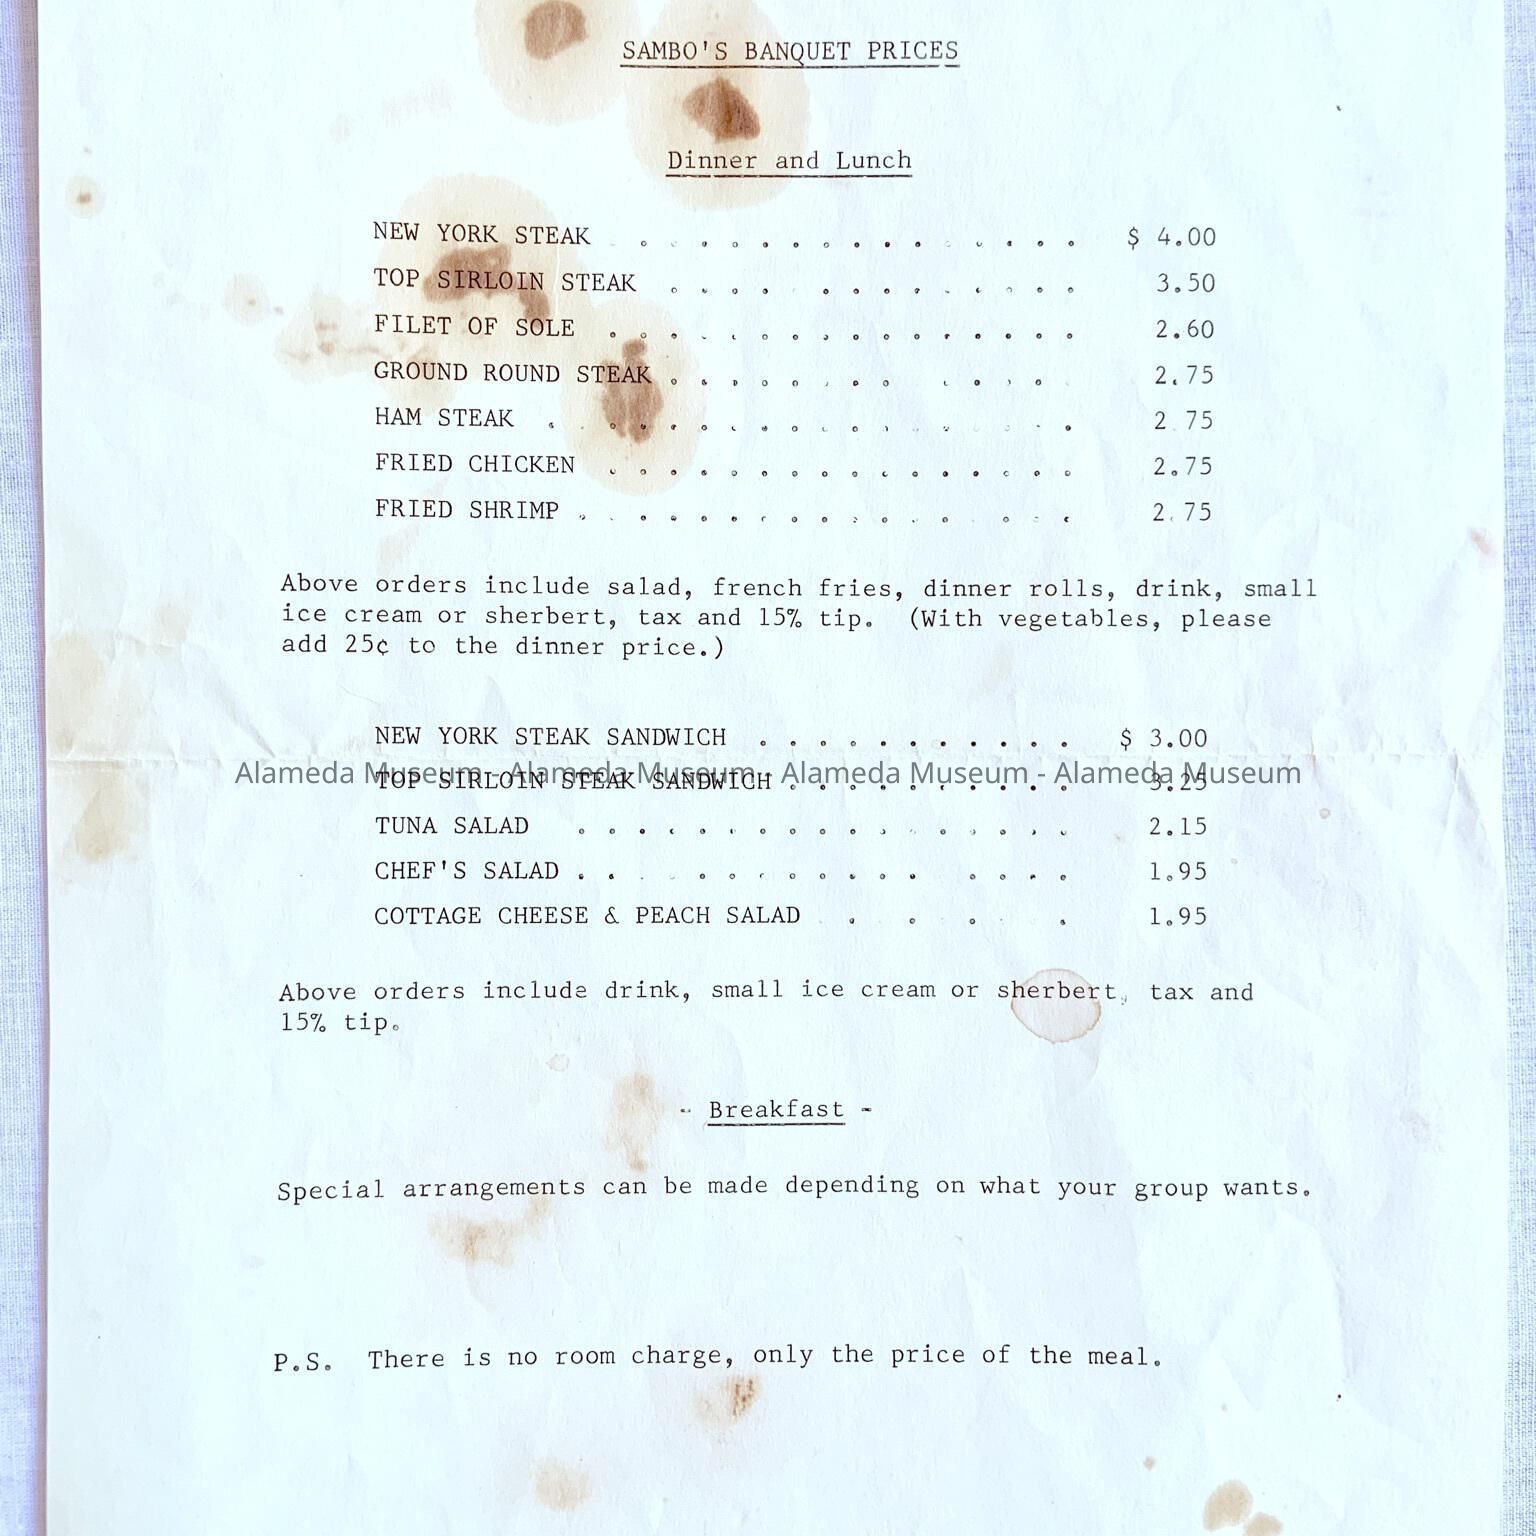 SAMBO'S BANQUET PRICES
Dinner and Lunch
NEW YORK STEAK . . . . . . . . . . . . . . . $ 4.00
TOP SIRLOIN STEAK . . . . . . . . . . . . . 3.50
FILET OF SOLE . . . . . . . . . . . . . . . . 2.60
GROUND ROUND STEAK . . . . . . . . . . . . 2.75
HAM STEAK . . . . . . . . . . . . . . . . . 2 75
FRIED CHICKEN . . . . . . . . . . . . . . . . 2.75
FRIED SHRIMP . . . . . . . . . . . . . . . . 2.75
Above orders include salad, french fries, dinner rolls, drink, small
ice cream or sherbert, tax and 15% tip. (With vegetables, please
add 25¢ to the dinner price.)
NEW YORK STEAK SANDWICH . . . . . . . . . . . $ 3.00
Alameda Museum - Alameda Museum - Alameda Museum - Alameda Museum
TOP SIRLOIN STEAK SANDWICH . . . . . . . . . . 3.25
TUNA SALAD . . . . . . . . . . . . . . . . . 2.15
CHEF'S SALAD . . . . . . . . . . . . . . . . 1.95
COTTAGE CHEESE & PEACH SALAD . . . . . 1.95
Above orders include drink, small ice cream or sherbert, tax and
15% tip.
- Breakfast -
Special arrangements can be made depending on what your group wants.
P.S. There is no room charge, only the price of the meal.